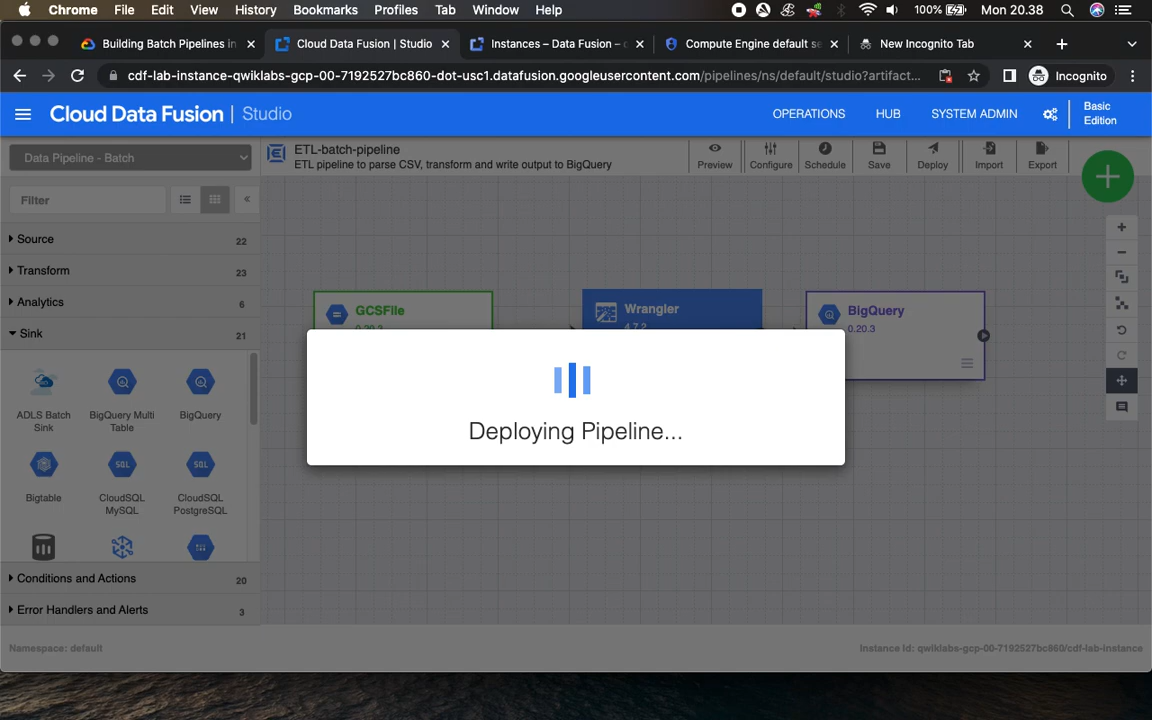 Chrome File Edit View History Bookmarks Profiles Tab Window Help 100% Mon 20.38
Building Batch Pipelines in
Cloud Data Fusion | Studio
Instances – Data Fusion – c
Compute Engine default se
New Incognito Tab
cdf-lab-instance-qwiklabs-gcp-00-7192527bc860-dot-usc1.datafusion.googleusercontent.com/pipelines/ns/default/studio?artifact...
Incognito
Cloud Data Fusion | Studio
OPERATIONS HUB SYSTEM ADMIN
Basic
Edition
Data Pipeline - Batch
ETL-batch-pipeline
ETL pipeline to parse CSV, transform and write output to BigQuery
Preview Configure Schedule Save Deploy Import Export
Filter
Source 22
Transform 23
Analytics 6
Sink 21
ADLS Batch
Sink
BigQuery Multi
Table
BigQuery
Bigtable
CloudSQL
MySQL
CloudSQL
PostgreSQL
Conditions and Actions 20
Error Handlers and Alerts 3
GCSFile
0.20.3
Wrangler
4.7.2
BigQuery
0.20.3
Deploying Pipeline...
Namespace: default
Instance Id: qwiklabs-gcp-00-7192527bc860/cdf-lab-instance